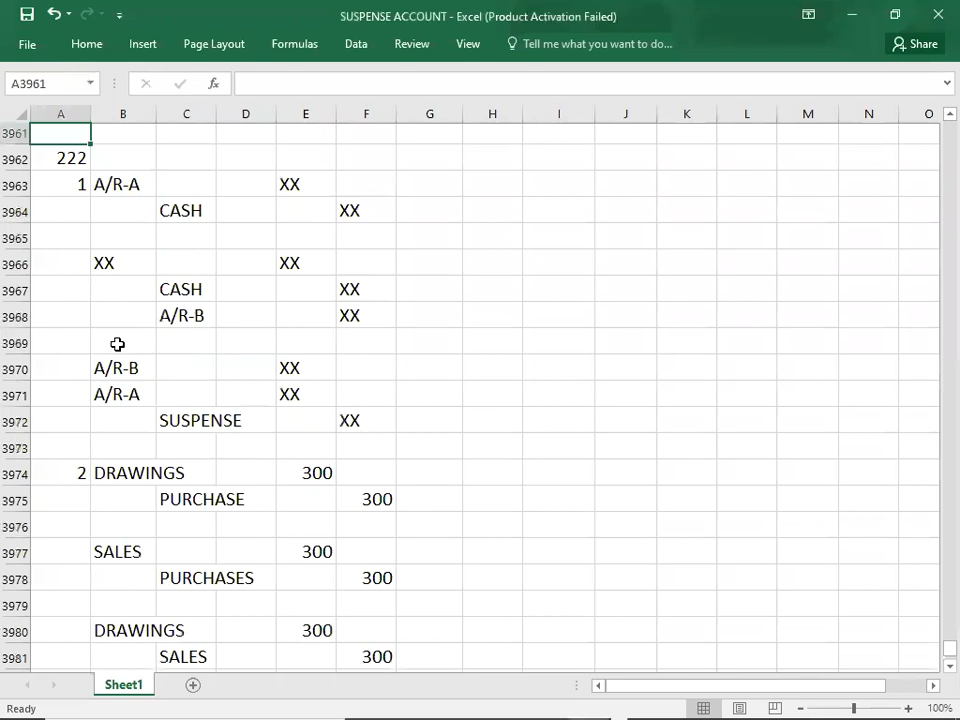 SUSPENSE ACCOUNT - Excel (Product Activation Failed)
File Home Insert Page Layout Formulas Data Review View Tell me what you want to do... Share
A3961 fx
A B C D E F G H I J K L M N O
3961
3962 222
3963 1 A/R-A XX
3964 CASH XX
3965
3966 XX XX
3967 CASH XX
3968 A/R-B XX
3969
3970 A/R-B XX
3971 A/R-A XX
3972 SUSPENSE XX
3973
3974 2 DRAWINGS 300
3975 PURCHASE 300
3976
3977 SALES 300
3978 PURCHASES 300
3979
3980 DRAWINGS 300
3981 SALES 300
Sheet1
Ready 100%